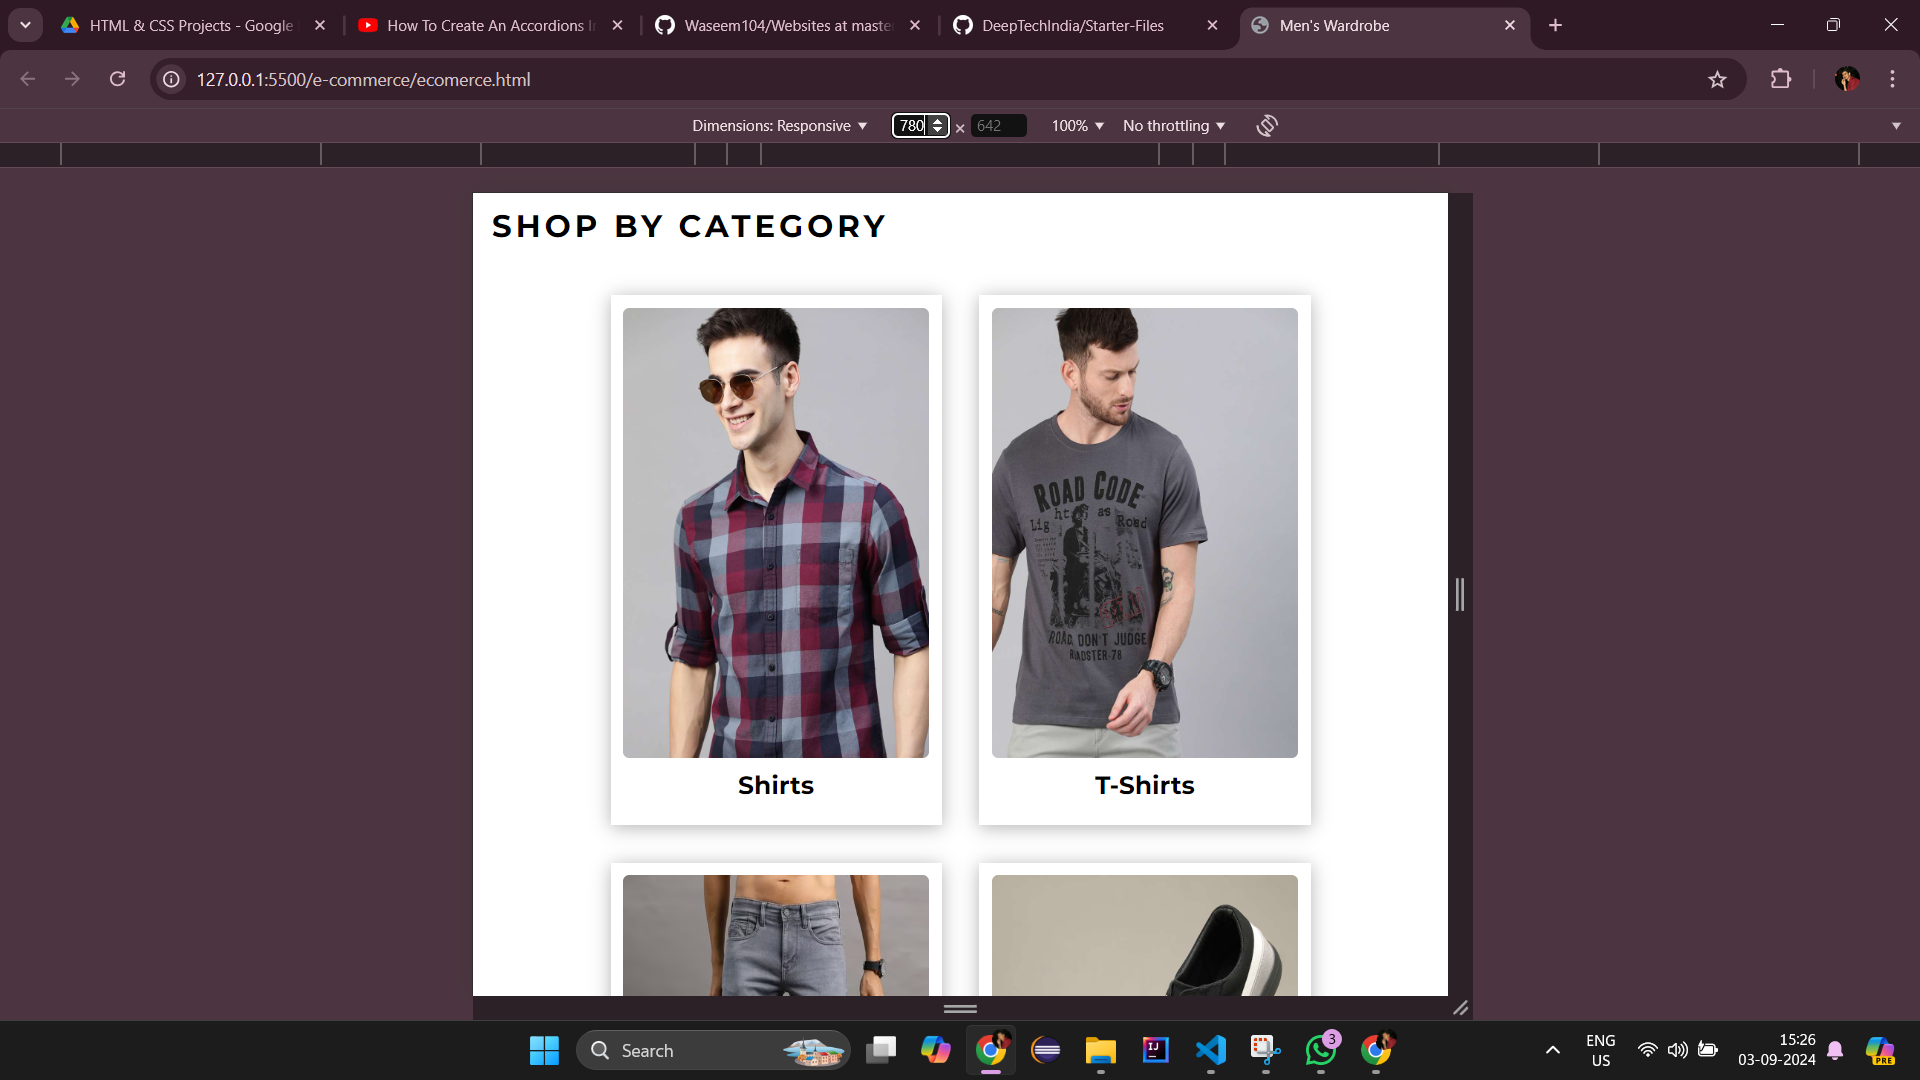 HTML & CSS Projects - Google
How To Create An Accordions I
Waseem104/Websites at maste
DeepTechIndia/Starter-Files
Men's Wardrobe
127.0.0.1:5500/e-commerce/ecomerce.html
Dimensions: Responsive
780
×
642
100%
No throttling
SHOP BY CATEGORY
ROAD CODE
Light as Road
ROAD, DON'T JUDGE
ROADSTER-78
Shirts
T-Shirts
Search
IJ
3
ENG
US
15:26
03-09-2024
PRE